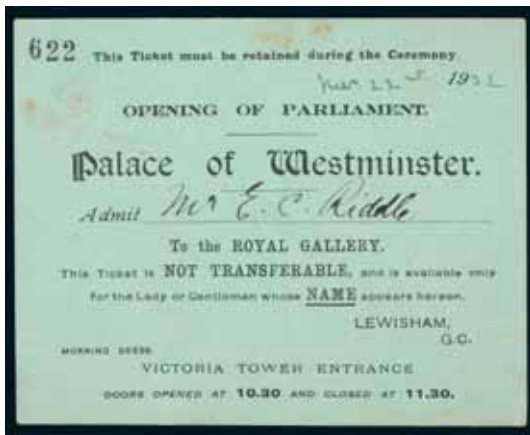 622 This Ticket must be retained during the Ceremony
22nd 1932
OPENING OF PARLIAMENT.
Palace of Westminster.
Admit Mr E. C. Riddle
To the ROYAL GALLERY.
This Ticket is NOT TRANSFERABLE, and is available only
for the Lady or Gentleman whose NAME appears hereon.
LEWISHAM,
G.C.
MORNING DRESS.
VICTORIA TOWER ENTRANCE
DOORS OPENED AT 10.30 AND CLOSED AT 11.30.